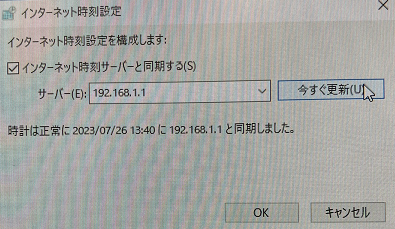 インターネット時刻設定
インターネット時刻設定を構成します:
インターネット時刻サーバーと同期する(S)
サーバー(E): 192.168.1.1 今すぐ更新(U)
時計は正常に 2023/07/26 13:40 に 192.168.1.1 と同期しました。
OK キャンセル